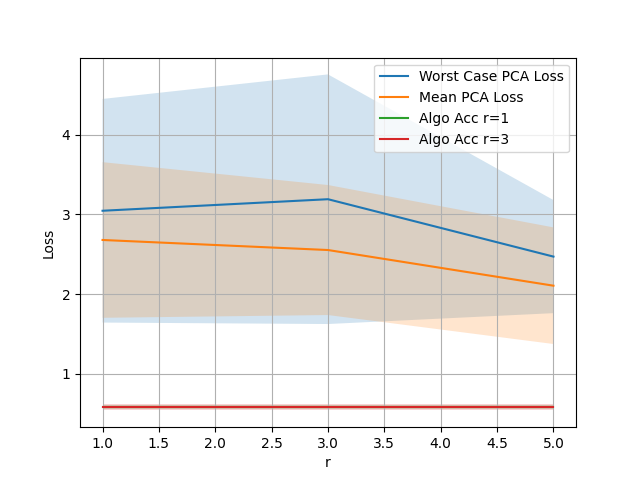 Worst Case PCA Loss
Mean PCA Loss
Algo Acc r=1
Algo Acc r=3
Loss
4
3
2
1
1.0 1.5 2.0 2.5 3.0 3.5 4.0 4.5 5.0
r